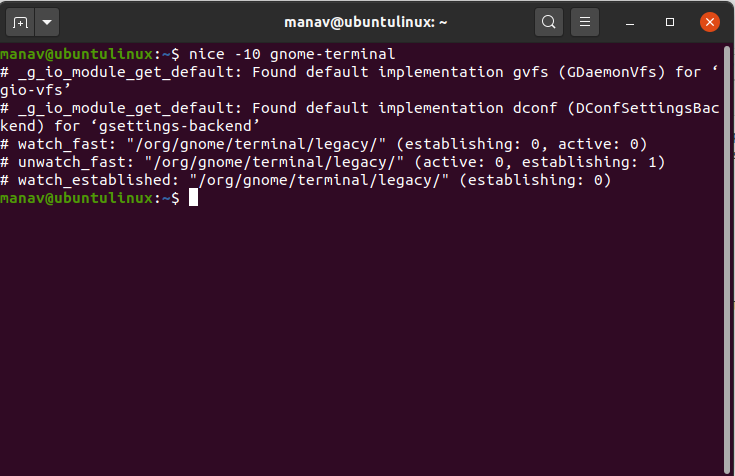 manav@ubuntulinux: ~
manav@ubuntulinux:~$ nice -10 gnome-terminal
# _g_io_module_get_default: Found default implementation gvfs (GDaemonVfs) for ‘
gio-vfs’
# _g_io_module_get_default: Found default implementation dconf (DConfSettingsBac
kend) for ‘gsettings-backend’
# watch_fast: "/org/gnome/terminal/legacy/" (establishing: 0, active: 0)
# unwatch_fast: "/org/gnome/terminal/legacy/" (active: 0, establishing: 1)
# watch_established: "/org/gnome/terminal/legacy/" (establishing: 0)
manav@ubuntulinux:~$